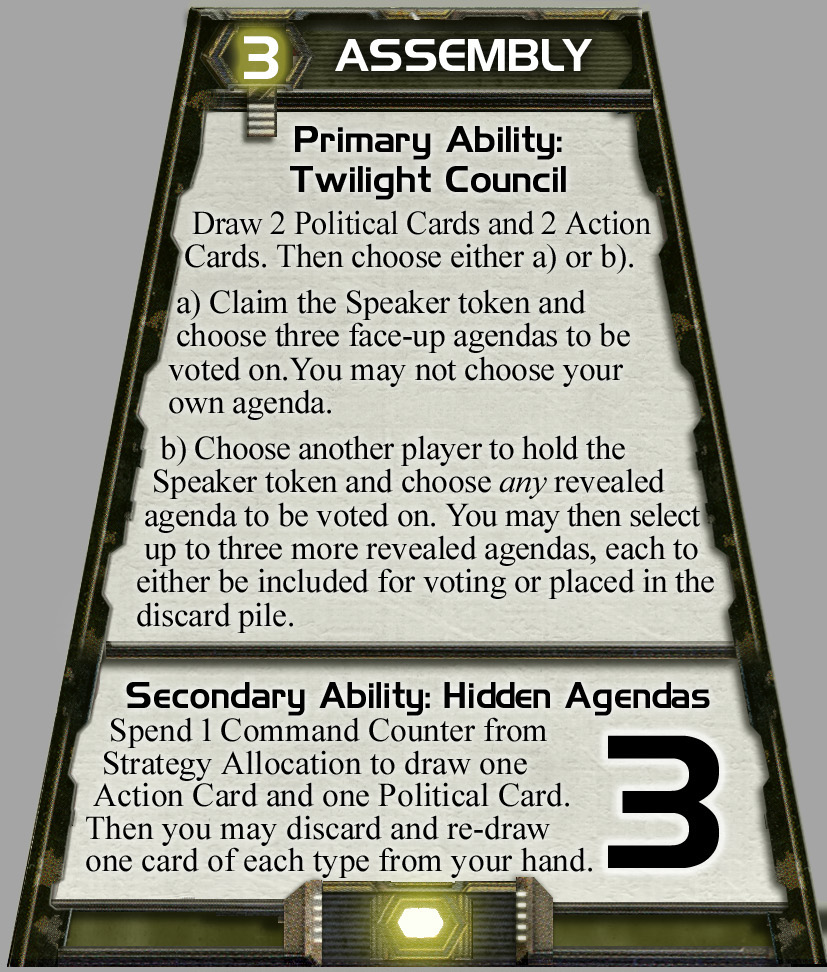 3 ASSEMBLY
Primary Ability:
Twilight Council
Draw 2 Political Cards and 2 Action
Cards. Then choose either a) or b).
a) Claim the Speaker token and
choose three face-up agendas to be
voted on.You may not choose your
own agenda.
b) Choose another player to hold the
Speaker token and choose any revealed
agenda to be voted on. You may then select
up to three more revealed agendas, each to
either be included for voting or placed in the
discard pile.
Secondary Ability: Hidden Agendas
Spend 1 Command Counter from
Strategy Allocation to draw one
Action Card and one Political Card.
Then you may discard and re-draw
one card of each type from your hand.
3